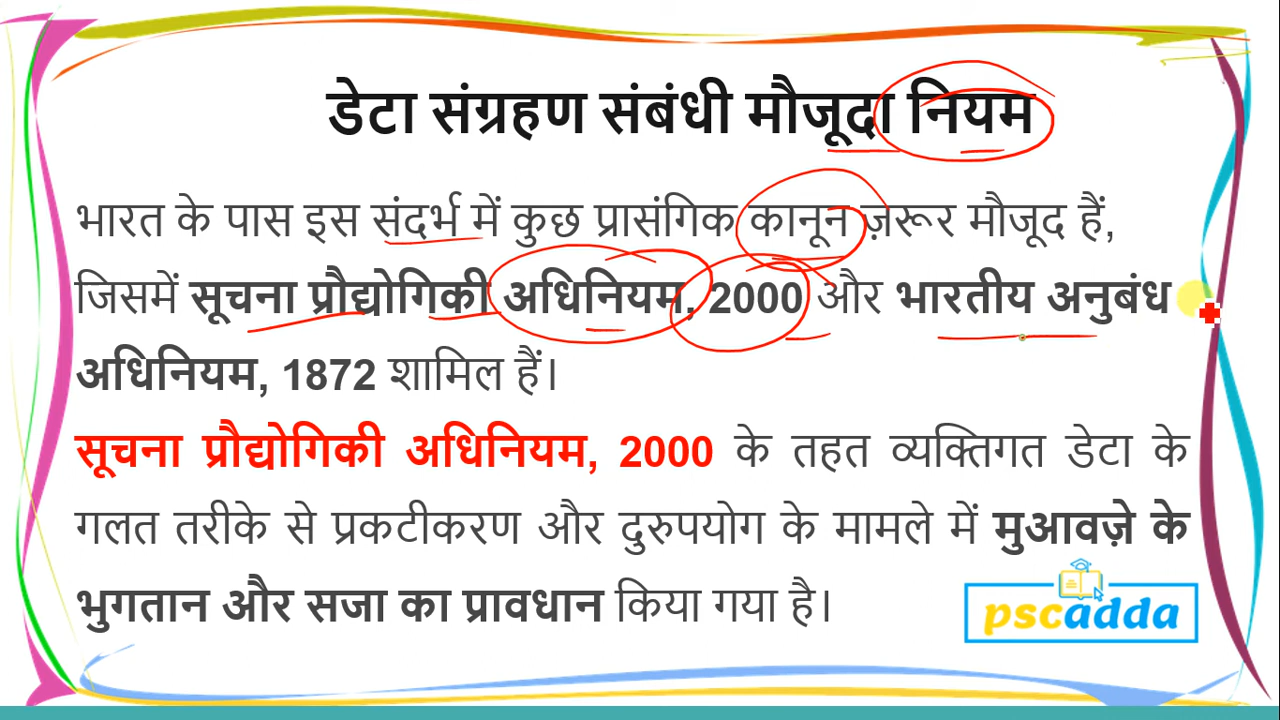 डेटा संग्रहण संबंधी मौजूदा नियम
भारत के पास इस संदर्भ में कुछ प्रासंगिक कानून ज़रूर मौजूद हैं,
जिसमें सूचना प्रौद्योगिकी अधिनियम, 2000 और भारतीय अनुबंध
अधिनियम, 1872 शामिल हैं।
सूचना प्रौद्योगिकी अधिनियम, 2000 के तहत व्यक्तिगत डेटा के
गलत तरीके से प्रकटीकरण और दुरुपयोग के मामले में मुआवज़े के
भुगतान और सजा का प्रावधान किया गया है।
pscadda